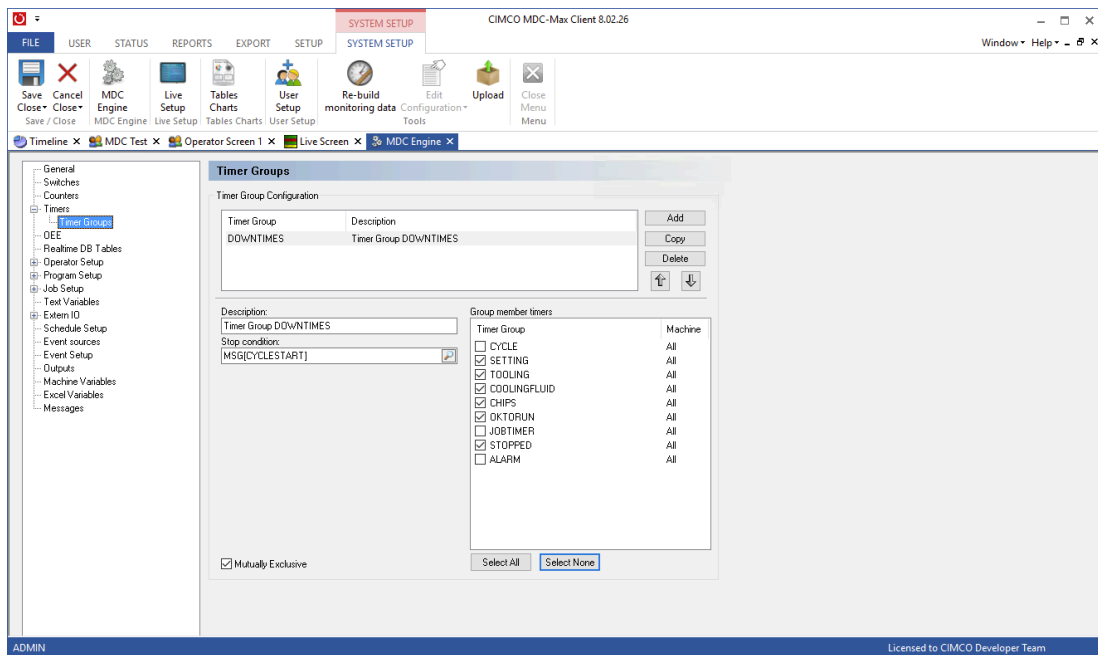 SYSTEM SETUP
CIMCO MDC-Max Client 8.02.26
FILE USER STATUS REPORTS EXPORT SETUP SYSTEM SETUP Window Help
Save Cancel MDC Live Tables User Re-build Edit Upload Close
Close Close Engine Setup Charts Setup monitoring data Configuration Menu
Save / Close MDC Engine Live Setup Tables Charts User Setup Tools Menu
Timeline X MDC Test X Operator Screen 1 X Live Screen X MDC Engine X
General
Switches
Counters
Timers
Timer Groups
OEE
Realtime DB Tables
Operator Setup
Program Setup
Job Setup
Text Variables
Extern IO
Schedule Setup
Event sources
Event Setup
Outputs
Machine Variables
Excel Variables
Messages
Timer Groups
Timer Group Configuration
Timer Group Description
DOWNTIMES Timer Group DOWNTIMES
Add
Copy
Delete
Description:
Timer Group DOWNTIMES
Stop condition:
MSG[CYCLESTART]
Group member timers
Timer Group Machine
CYCLE All
SETTING All
TOOLING All
COOLINGFLUID All
CHIPS All
OKTORUN All
JOBTIMER All
STOPPED All
ALARM All
Mutually Exclusive
Select All Select None
ADMIN Licensed to CIMCO Developer Team